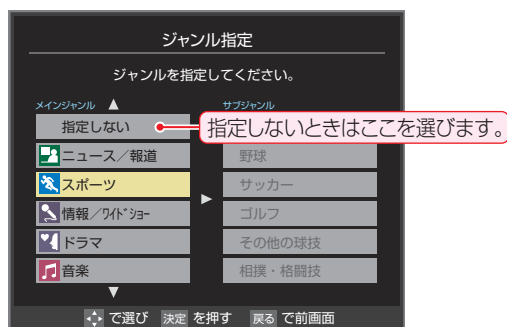 ジャンル指定
ジャンルを指定してください。
メインジャンル
サブジャンル
指定しない
指定しないときはここを選びます。
ニュース／報道
野球
スポーツ
サッカー
情報／ワイドショー
ゴルフ
ドラマ
その他の球技
音楽
相撲・格闘技
で選び 決定 を押す 戻る で前画面